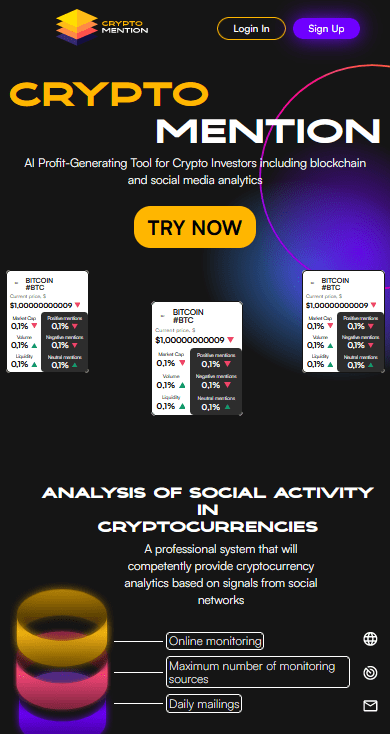 CRYPTO
MENTION
Login In
Sign Up
CRYPTO
MENTION
AI Profit-Generating Tool for Crypto Investors including blockchain
and social media analytics
TRY NOW
BITCOIN
#BTC
Current price, $
$1,00000000009
Market Cap
0,1%
Positive mentions
0,1%
Volume
0,1%
Negative mentions
0,1%
Liquidity
0,1%
Neutral mentions
0,1%
BITCOIN
#BTC
Current price, $
$1,00000000009
Market Cap
0,1%
Positive mentions
0,1%
Volume
0,1%
Negative mentions
0,1%
Liquidity
0,1%
Neutral mentions
0,1%
BITCOIN
#BTC
Current price, $
$1,00000000009
Market Cap
0,1%
Positive mentions
0,1%
Volume
0,1%
Negative mentions
0,1%
Liquidity
0,1%
Neutral mentions
0,1%
ANALYSIS OF SOCIAL ACTIVITY
IN
CRYPTOCURRENCIES
A professional system that will
competently provide cryptocurrency
analytics based on signals from social
networks
Online monitoring
Maximum number of monitoring
sources
Daily mailings